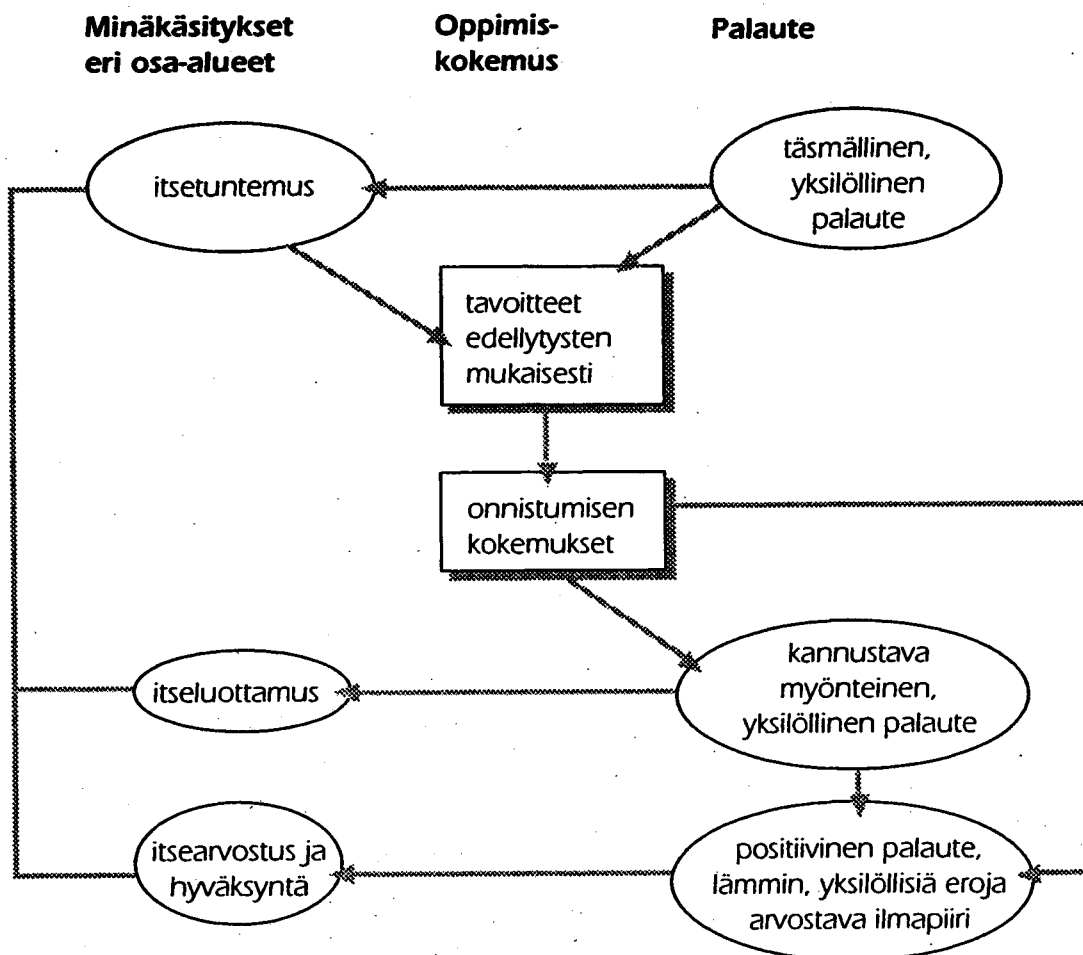 Minäkäsitykset
eri osa-alueet
Oppimis-
kokemus
Palaute
itsetuntemus
täsmällinen,
yksilöllinen
palaute
tavoitteet
edellytysten
mukaisesti
onnistumisen
kokemukset
itseluottamus
kannustava
myönteinen,
yksilöllinen palaute
itsearvostus ja
hyväksyntä
positiivinen palaute,
lämmin, yksilöllisiä eroja
arvostava ilmapiiri